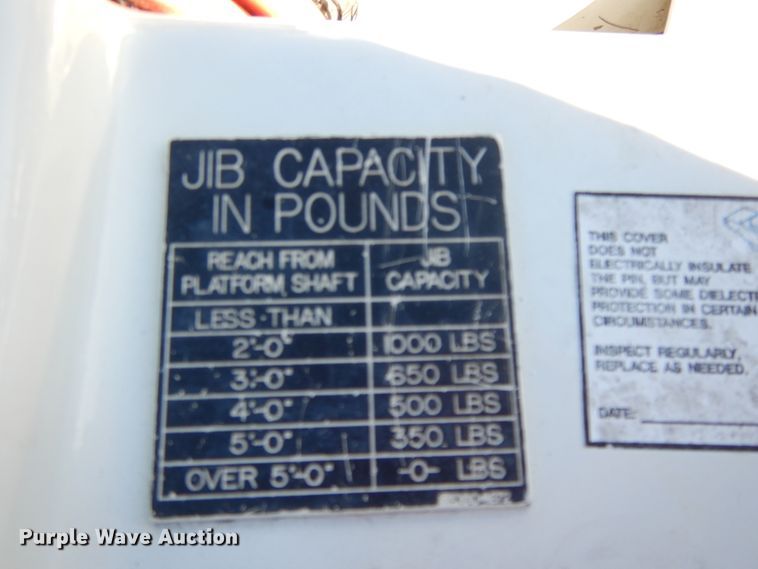 JIB CAPACITY
IN POUNDS
REACH FROM JIB
PLATFORM SHAFT CAPACITY
LESS THAN
2'-0" 1000 LBS
3'-0" 650 LBS
4'-0" 500 LBS
5'-0" 350 LBS
OVER 5'-0" -0- LBS
THIS COVER
DOES NOT
ELECTRICALLY INSULATE
THE PIN, BUT MAY
PROVIDE SOME DIELECT
PROTECTION IN CERTAIN
CIRCUMSTANCES.
INSPECT REGULARLY,
REPLACE AS NEEDED.
DATE:
Purple Wave Auction